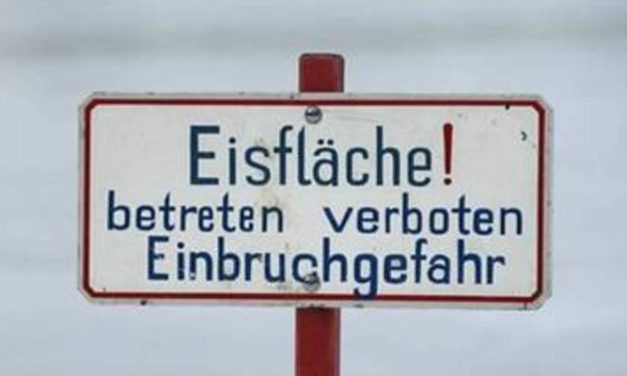 Eisfläche!
betreten verboten
Einbruchgefahr